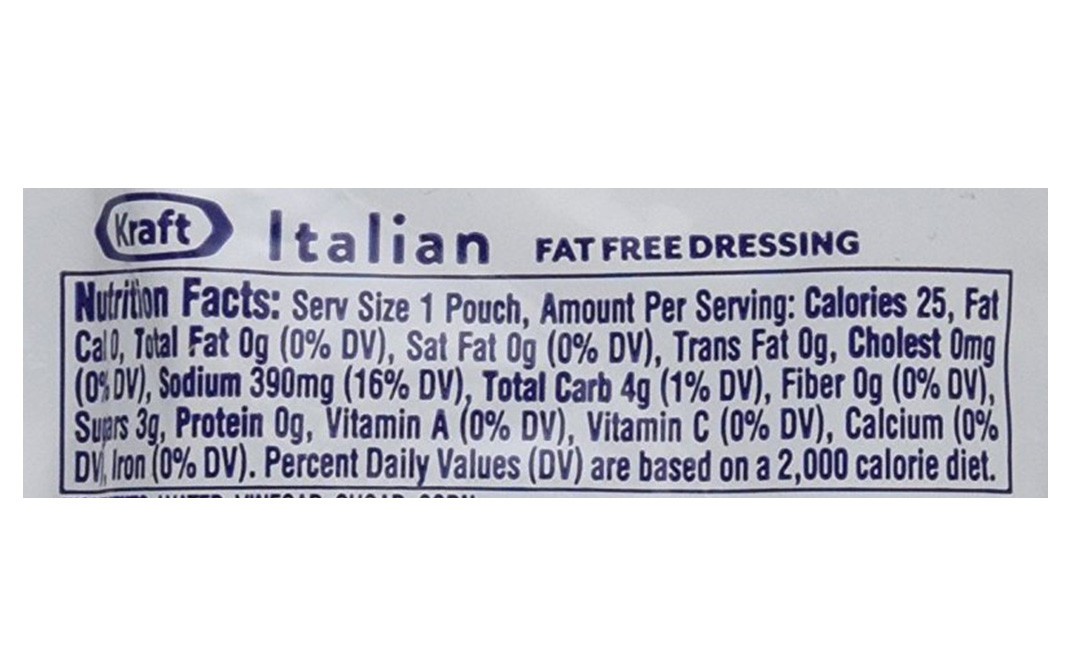 Kraft Italian FAT FREE DRESSING
Nutrition Facts: Serv Size 1 Pouch, Amount Per Serving: Calories 25, Fat
Cal 0, Total Fat 0g (0% DV), Sat Fat 0g (0% DV), Trans Fat 0g, Cholest 0mg
(0% DV), Sodium 390mg (16% DV), Total Carb 4g (1% DV), Fiber 0g (0% DV),
Sugars 3g, Protein 0g, Vitamin A (0% DV), Vitamin C (0% DV), Calcium (0%
DV), Iron (0% DV). Percent Daily Values (DV) are based on a 2,000 calorie diet.